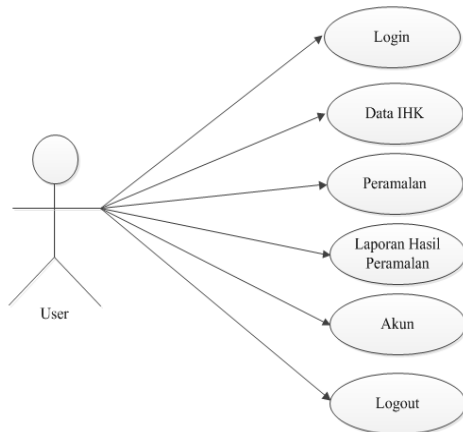 Login
Data IHK
Peramalan
Laporan Hasil
Peramalan
Akun
Logout
User